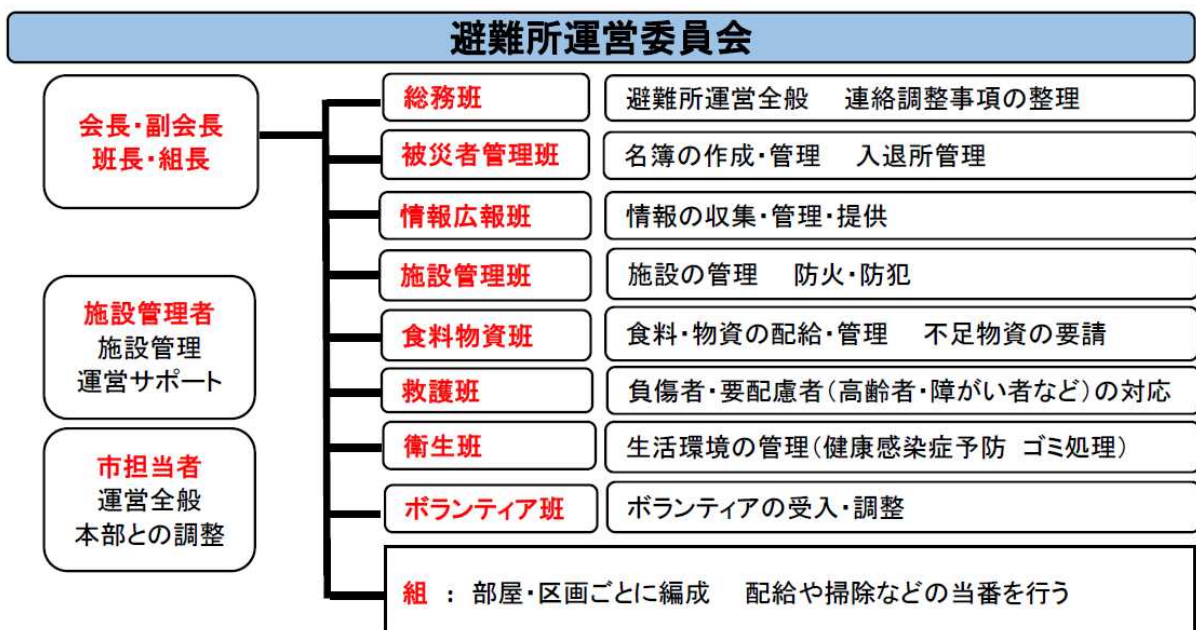 避難所運営委員会
会長・副会長
班長・組長
施設管理者
施設管理
運営サポート
市担当者
運営全般
本部との調整
総務班
避難所運営全般 連絡調整事項の整理
被災者管理班
名簿の作成・管理 入退所管理
情報広報班
情報の収集・管理・提供
施設管理班
施設の管理 防火・防犯
食料物資班
食料・物資の配給・管理 不足物資の要請
救護班
負傷者・要配慮者(高齢者・障がい者など)の対応
衛生班
生活環境の管理(健康感染症予防 ゴミ処理)
ボランティア班
ボランティアの受入・調整
組 : 部屋・区画ごとに編成 配給や掃除などの当番を行う